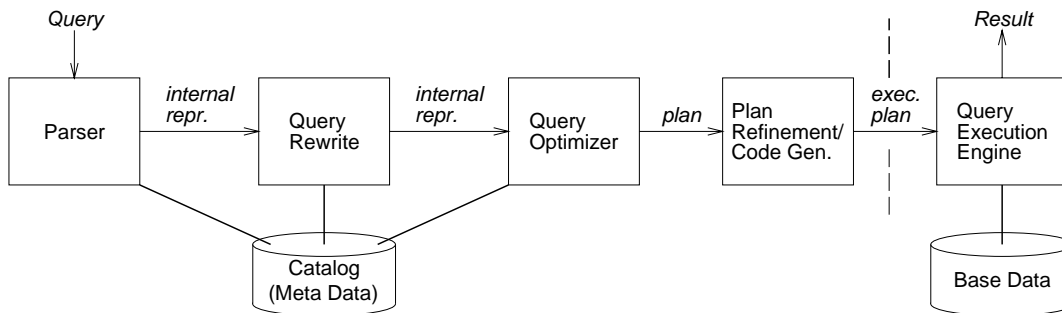 Query
Result
Parser
internal
repr.
Query
Rewrite
internal
repr.
Query
Optimizer
plan
Plan
Refinement/
Code Gen.
exec.
plan
Query
Execution
Engine
Catalog
(Meta Data)
Base Data